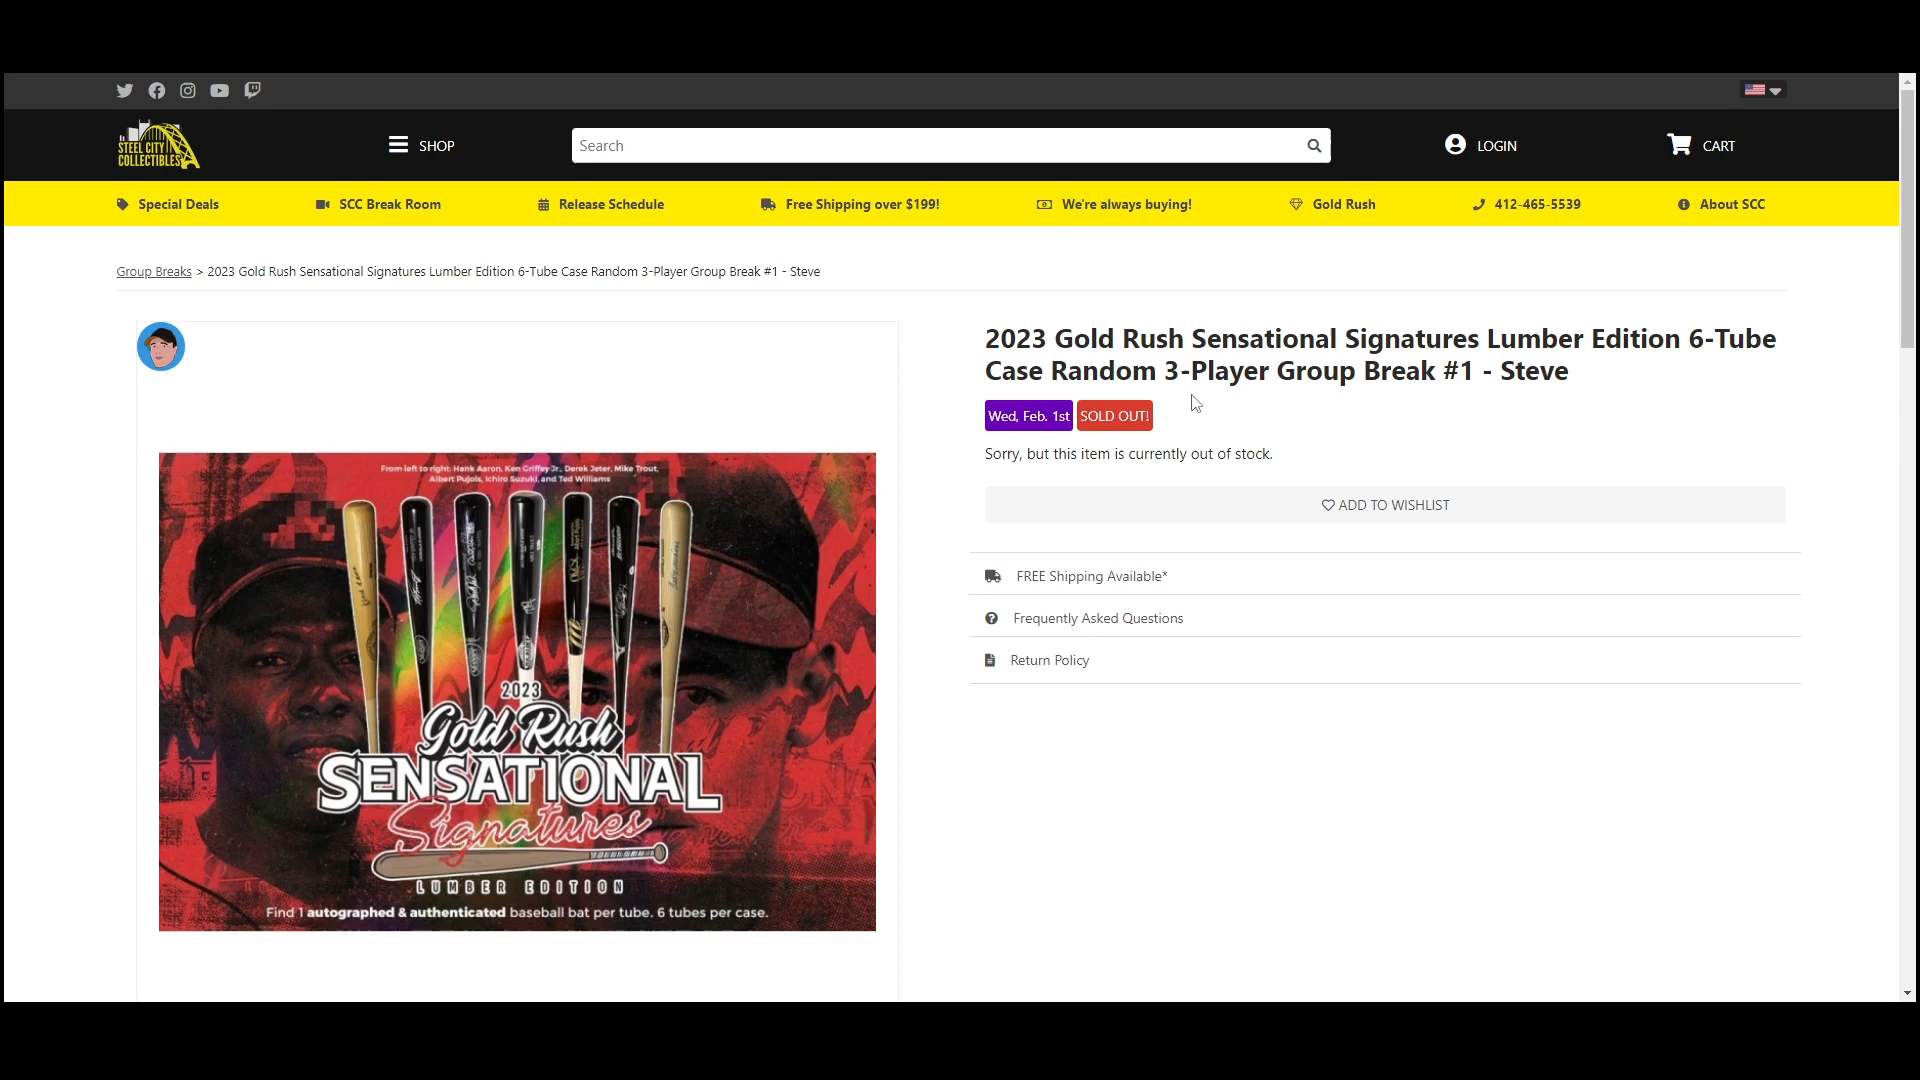 STEEL CITY
COLLECTIBLES
SHOP
Search
LOGIN
CART
Special Deals
SCC Break Room
Release Schedule
Free Shipping over $199!
We're always buying!
Gold Rush
412-465-5539
About SCC
Group Breaks > 2023 Gold Rush Sensational Signatures Lumber Edition 6-Tube Case Random 3-Player Group Break #1 - Steve
2023 Gold Rush Sensational Signatures Lumber Edition 6-Tube
Case Random 3-Player Group Break #1 - Steve
Wed, Feb. 1st SOLD OUT!
Sorry, but this item is currently out of stock.
ADD TO WISHLIST
FREE Shipping Available*
Frequently Asked Questions
Return Policy
From left to right: Hank Aaron, Ken Griffey Jr., Derek Jeter, Mike Trout,
Albert Pujols, Ichiro Suzuki, and Ted Williams
2023
Gold Rush
SENSATIONAL
Signatures
LUMBER EDITION
Find 1 autographed & authenticated baseball bat per tube. 6 tubes per case.